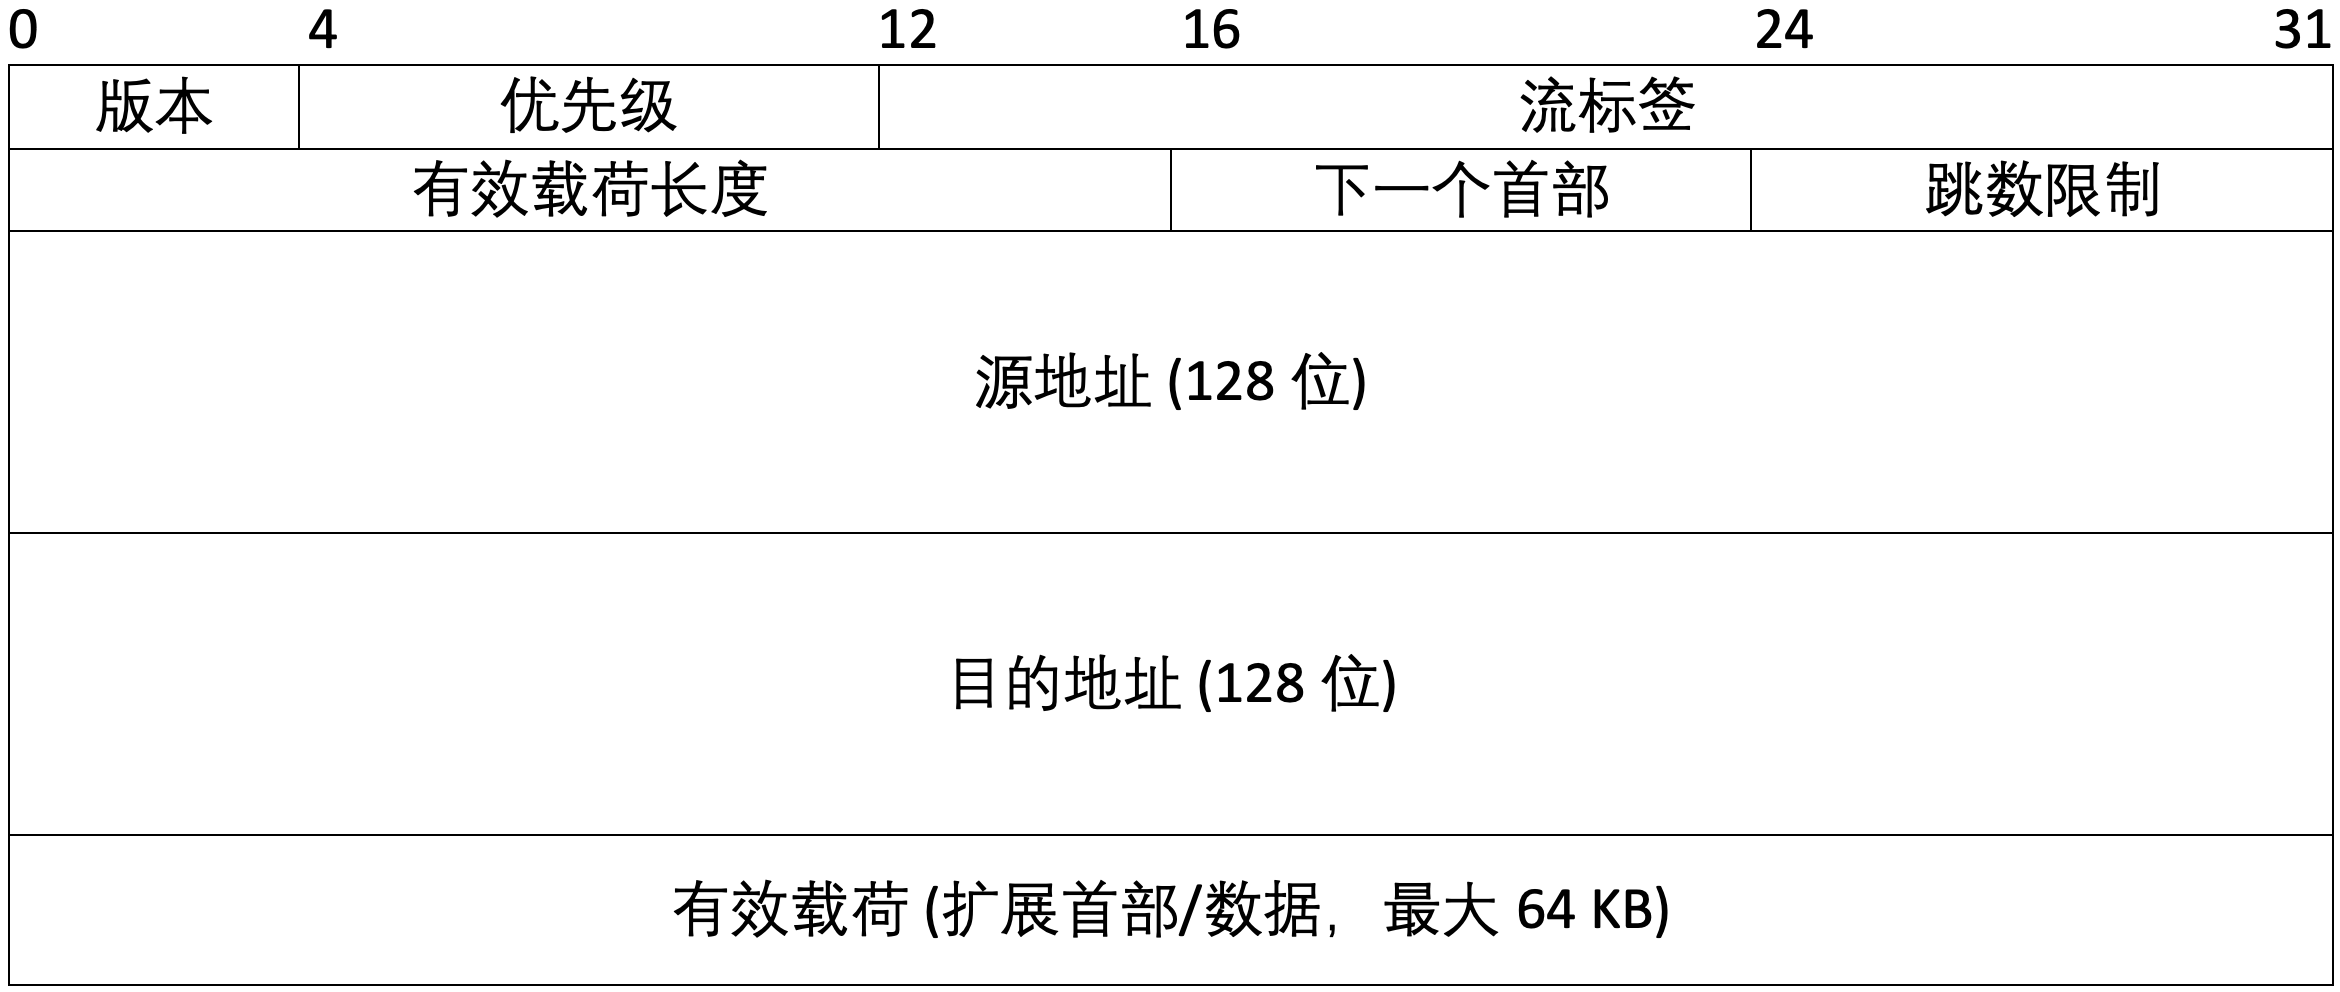 0 4 12 16 24 31
版本 优先级 流标签
有效载荷长度 下一个首部 跳数限制
源地址 (128 位)
目的地址 (128 位)
有效载荷 (扩展首部/数据，最大 64 KB)